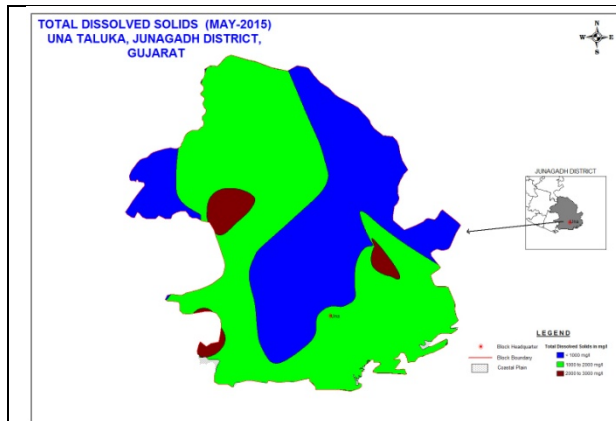 TOTAL DISSOLVED SOLIDS (MAY-2015)
UNA TALUKA, JUNAGADH DISTRICT,
GUJARAT
N
W E
S
JUNAGADH DISTRICT
Una
Una
LEGEND
Block Headquarter
Block Boundary
Coastal Plain
Total Dissolved Solids in mg/l
< 1000 mg/l
1000 to 2000 mg/l
2000 to 3000 mg/l